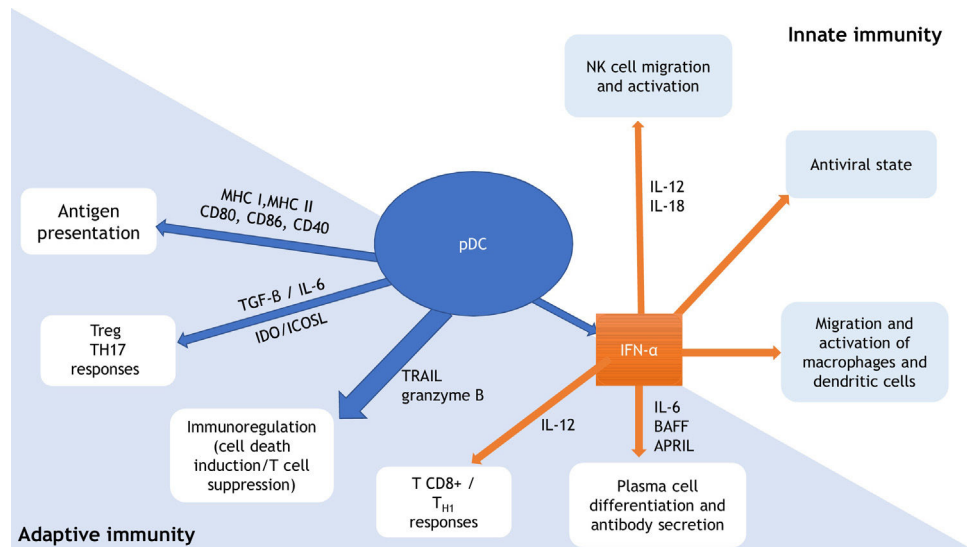 Innate immunity
NK cell migration
and activation
Antiviral state
IL-12
IL-18
MHC I,MHC II
CD80, CD86, CD40
Antigen
presentation
pDC
TGF-B / IL-6
IDO/ICOSL
Treg
TH17
responses
IFN-α
Migration and
activation of
macrophages and
dendritic cells
TRAIL
granzyme B
Immunoregulation
(cell death
induction/T cell
suppression)
IL-12
IL-6
BAFF
APRIL
T CD8+ /
TH1
responses
Plasma cell
differentiation and
antibody secretion
Adaptive immunity